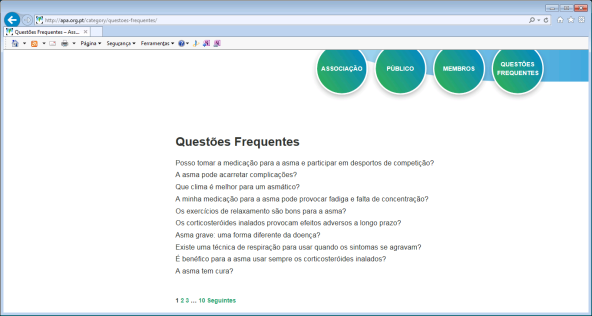 http://apa.org.pt/category/questoes-frequentes/
Questões Frequentes – Ass...
Página
Segurança
Ferramentas
ASSOCIAÇÃO
PÚBLICO
MEMBROS
QUESTÕES
FREQUENTES
Questões Frequentes
Posso tomar a medicação para a asma e participar em desportos de competição?
A asma pode acarretar complicações?
Que clima é melhor para um asmático?
A minha medicação para a asma pode provocar fadiga e falta de concentração?
Os exercícios de relaxamento são bons para a asma?
Os corticosteróides inalados provocam efeitos adversos a longo prazo?
Asma grave: uma forma diferente da doença?
Existe uma técnica de respiração para usar quando os sintomas se agravam?
É benéfico para a asma usar sempre os corticosteróides inalados?
A asma tem cura?
1 2 3 ... 10 Seguintes